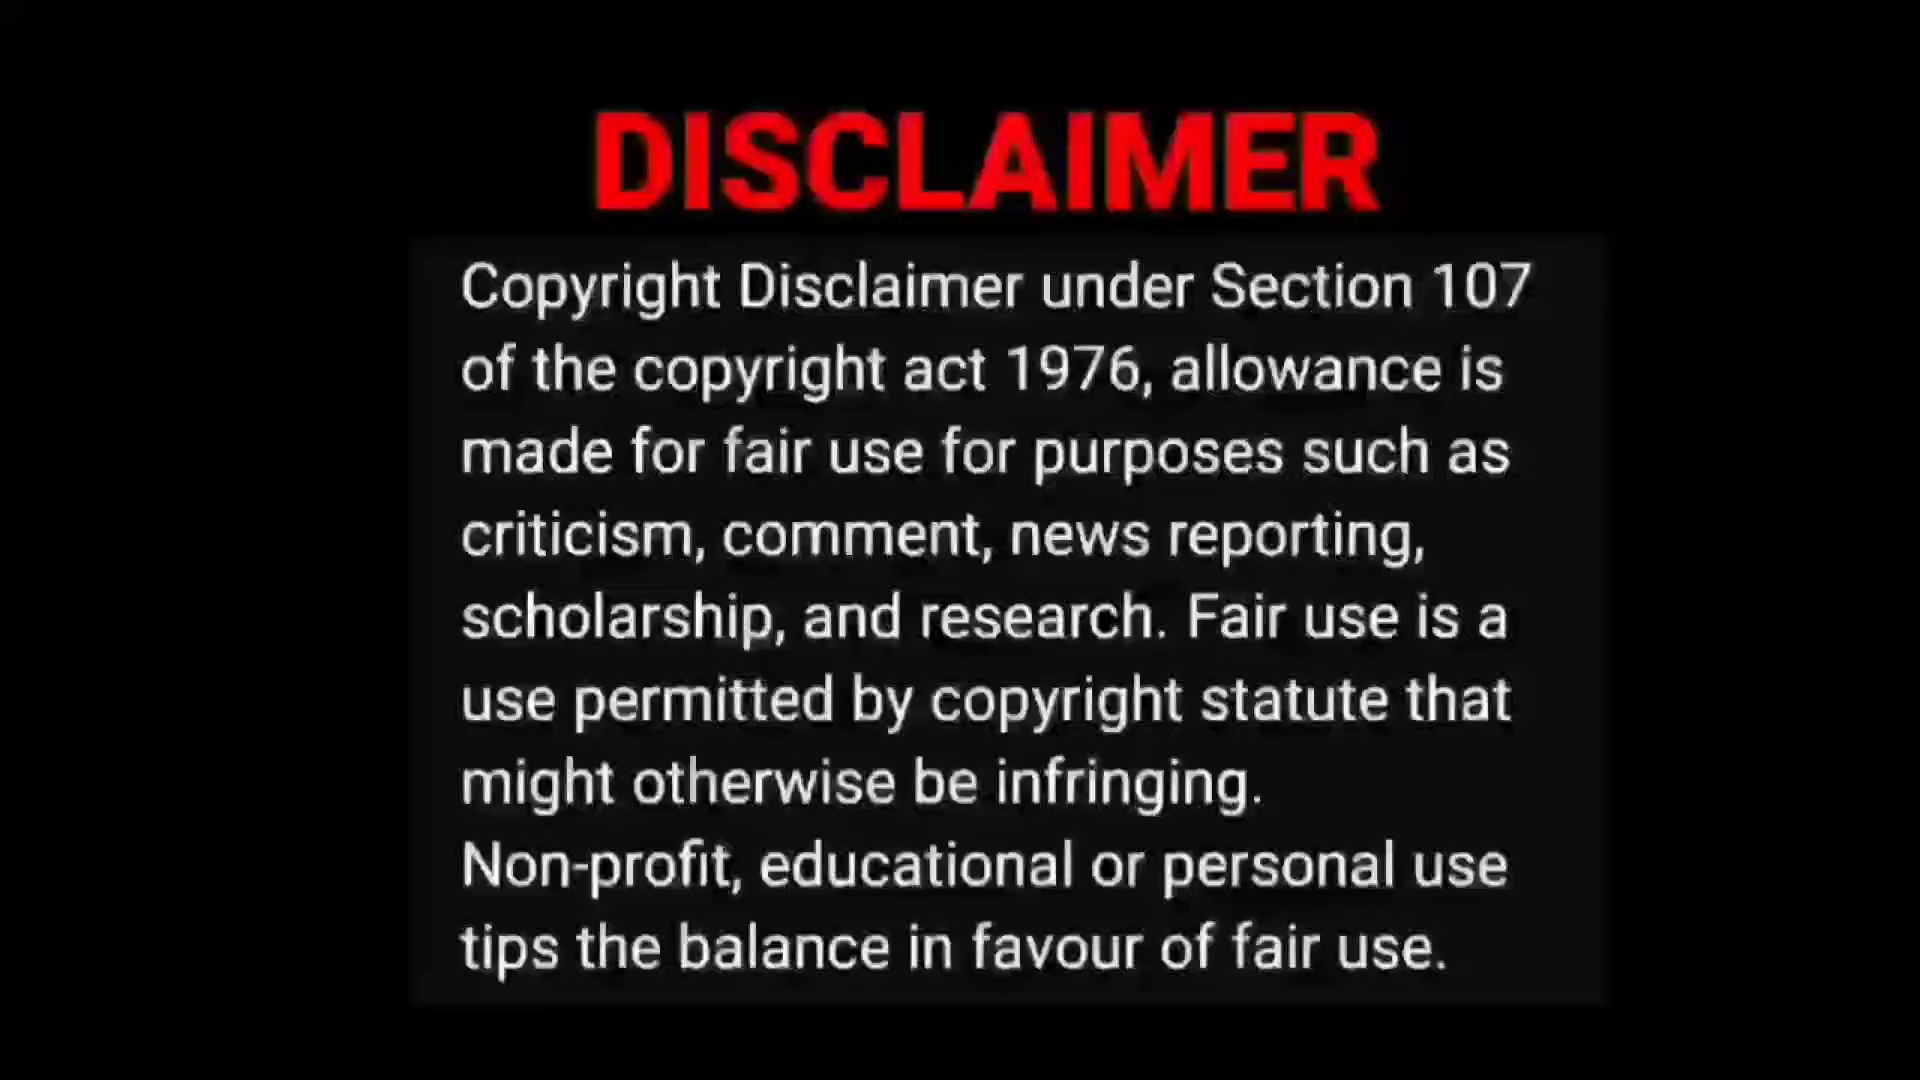 DISCLAIMER
Copyright Disclaimer under Section 107
of the copyright act 1976, allowance is
made for fair use for purposes such as
criticism, comment, news reporting,
scholarship, and research. Fair use is a
use permitted by copyright statute that
might otherwise be infringing.
Non-profit, educational or personal use
tips the balance in favour of fair use.